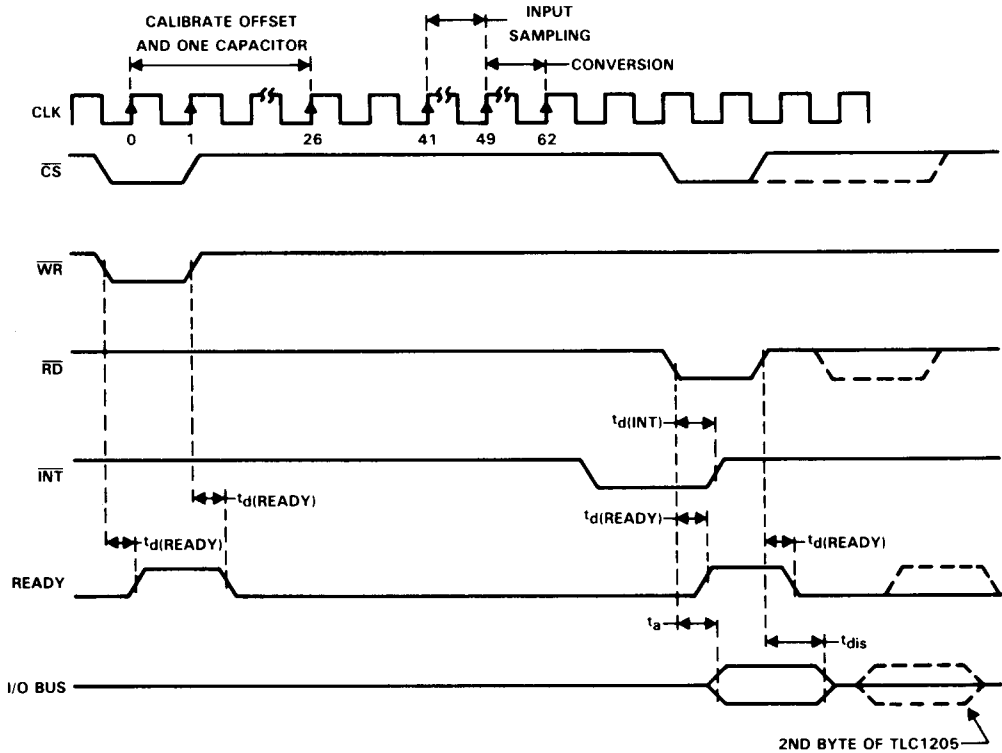 CALIBRATE OFFSET
AND ONE CAPACITOR
INPUT
SAMPLING
CONVERSION
CLK
0 1 26 41 49 62
CS
WR
RD
td(INT)
INT
td(READY)
td(READY)
td(READY)
td(READY)
READY
ta
tdis
I/O BUS
2ND BYTE OF TLC1205